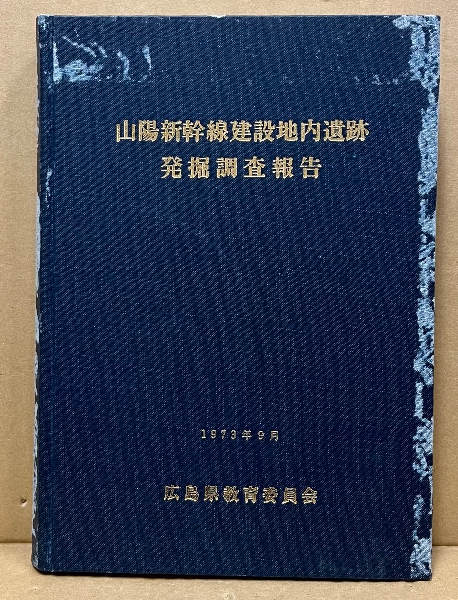 山陽新幹線建設地内遺跡
発掘調査報告
1973年9月
広島県教育委員会